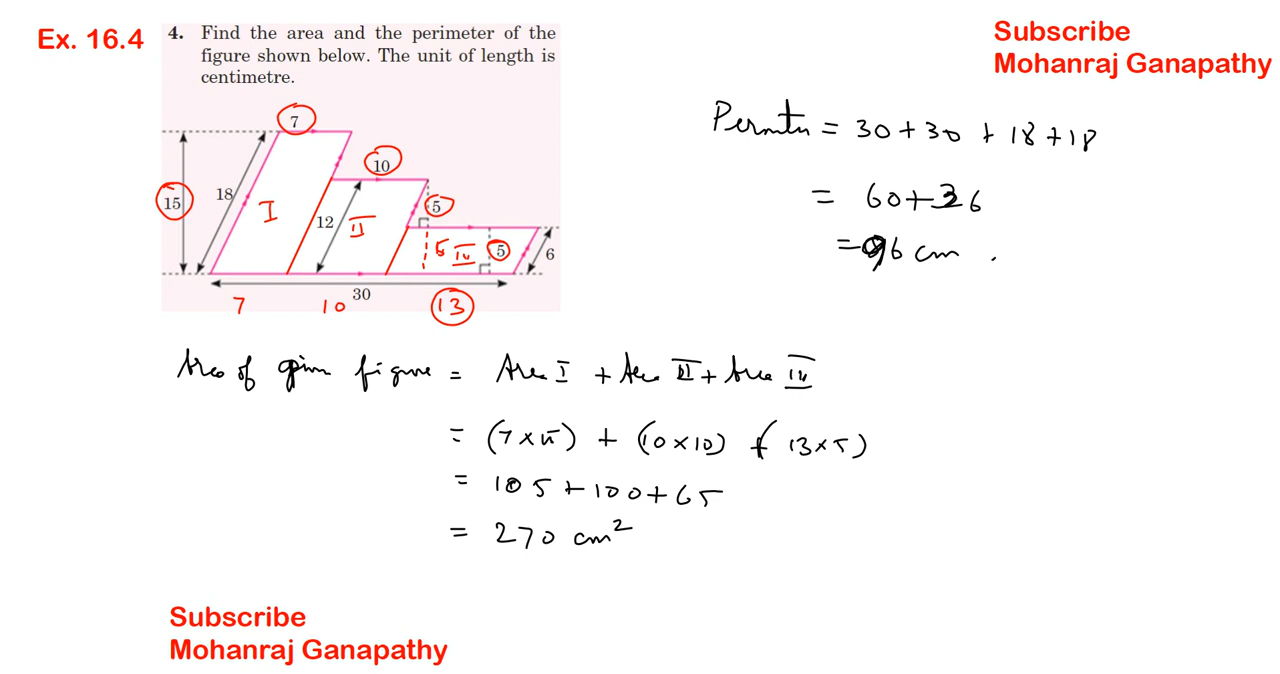 Ex. 16.4
4. Find the area and the perimeter of the
figure shown below. The unit of length is
centimetre.
Subscribe
Mohanraj Ganapathy
7
10
15
18
I
12
II
5
5
IV
5
6
30
7
10
13
= 30 + 30 + 18 + 18
= 60 + 36
= 96 cm .
Area of given figure = Area I + Area II + Area IV
= (7 × 15) + (10 × 10) + (13 × 5)
= 105 + 100 + 65
= 270 cm²
Subscribe
Mohanraj Ganapathy